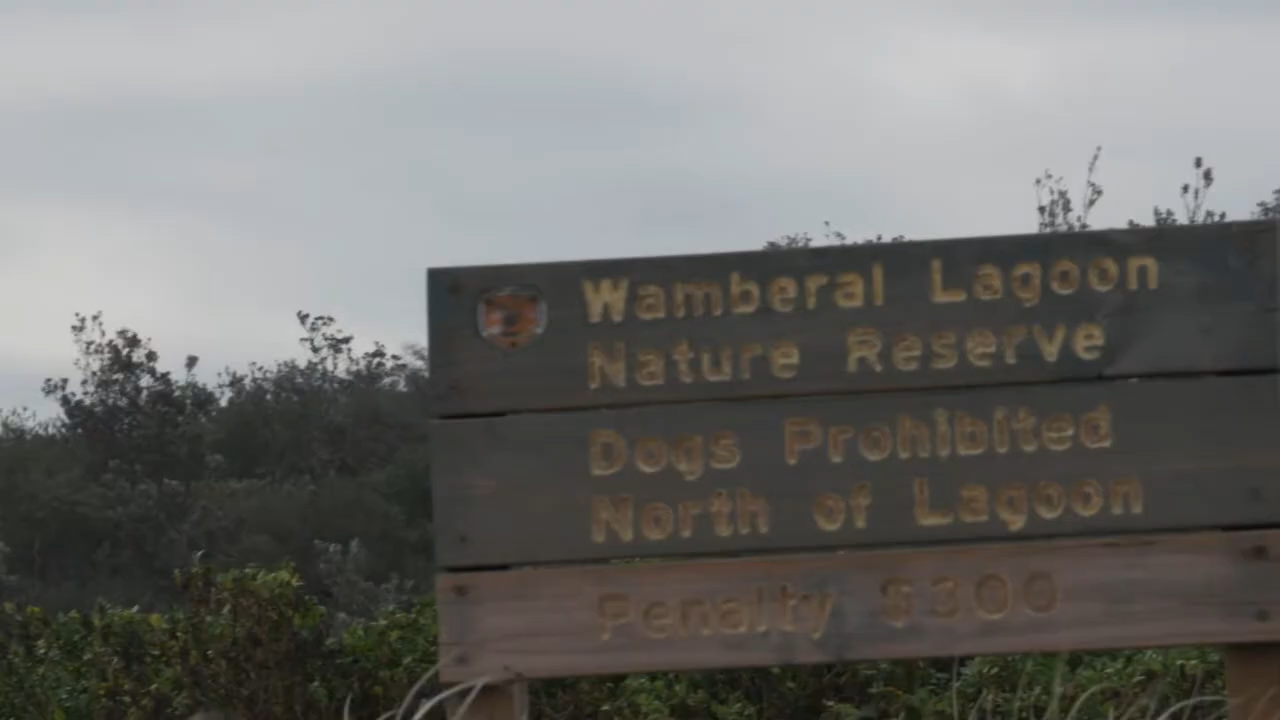 Wamberal Lagoon
Nature Reserve
Dogs Prohibited
North of Lagoon
Penalty $300